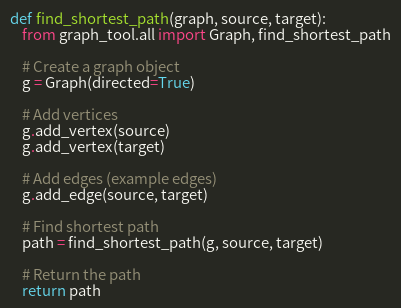 def find_shortest_path(graph, source, target):
from graph_tool.all import Graph, find_shortest_path
# Create a graph object
g = Graph(directed=True)
# Add vertices
g.add_vertex(source)
g.add_vertex(target)
# Add edges (example edges)
g.add_edge(source, target)
# Find shortest path
path = find_shortest_path(g, source, target)
# Return the path
return path